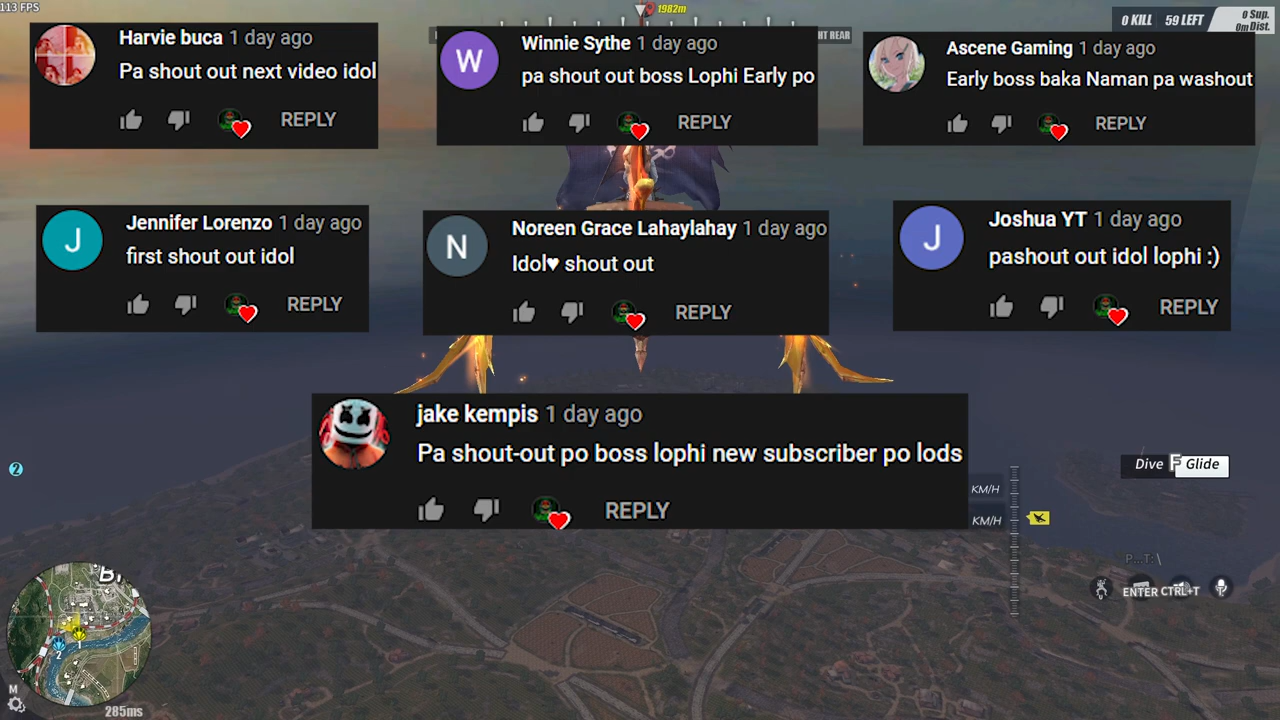 113 FPS
1982m
0 KILL 59 LEFT
0 Sup.
0m Dist.
HT REAR
Harvie buca 1 day ago
Pa shout out next video idol
REPLY
W
Winnie Sythe 1 day ago
pa shout out boss Lophi Early po
REPLY
Ascene Gaming 1 day ago
Early boss baka Naman pa washout
REPLY
J
Jennifer Lorenzo 1 day ago
first shout out idol
REPLY
N
Noreen Grace Lahaylahay 1 day ago
Idol♥ shout out
REPLY
J
Joshua YT 1 day ago
pashout out idol lophi :)
REPLY
jake kempis 1 day ago
Pa shout-out po boss lophi new subscriber po lods
REPLY
2
Dive F Glide
KM/H
KM/H
ENTER CTRL+T
2
M
285ms